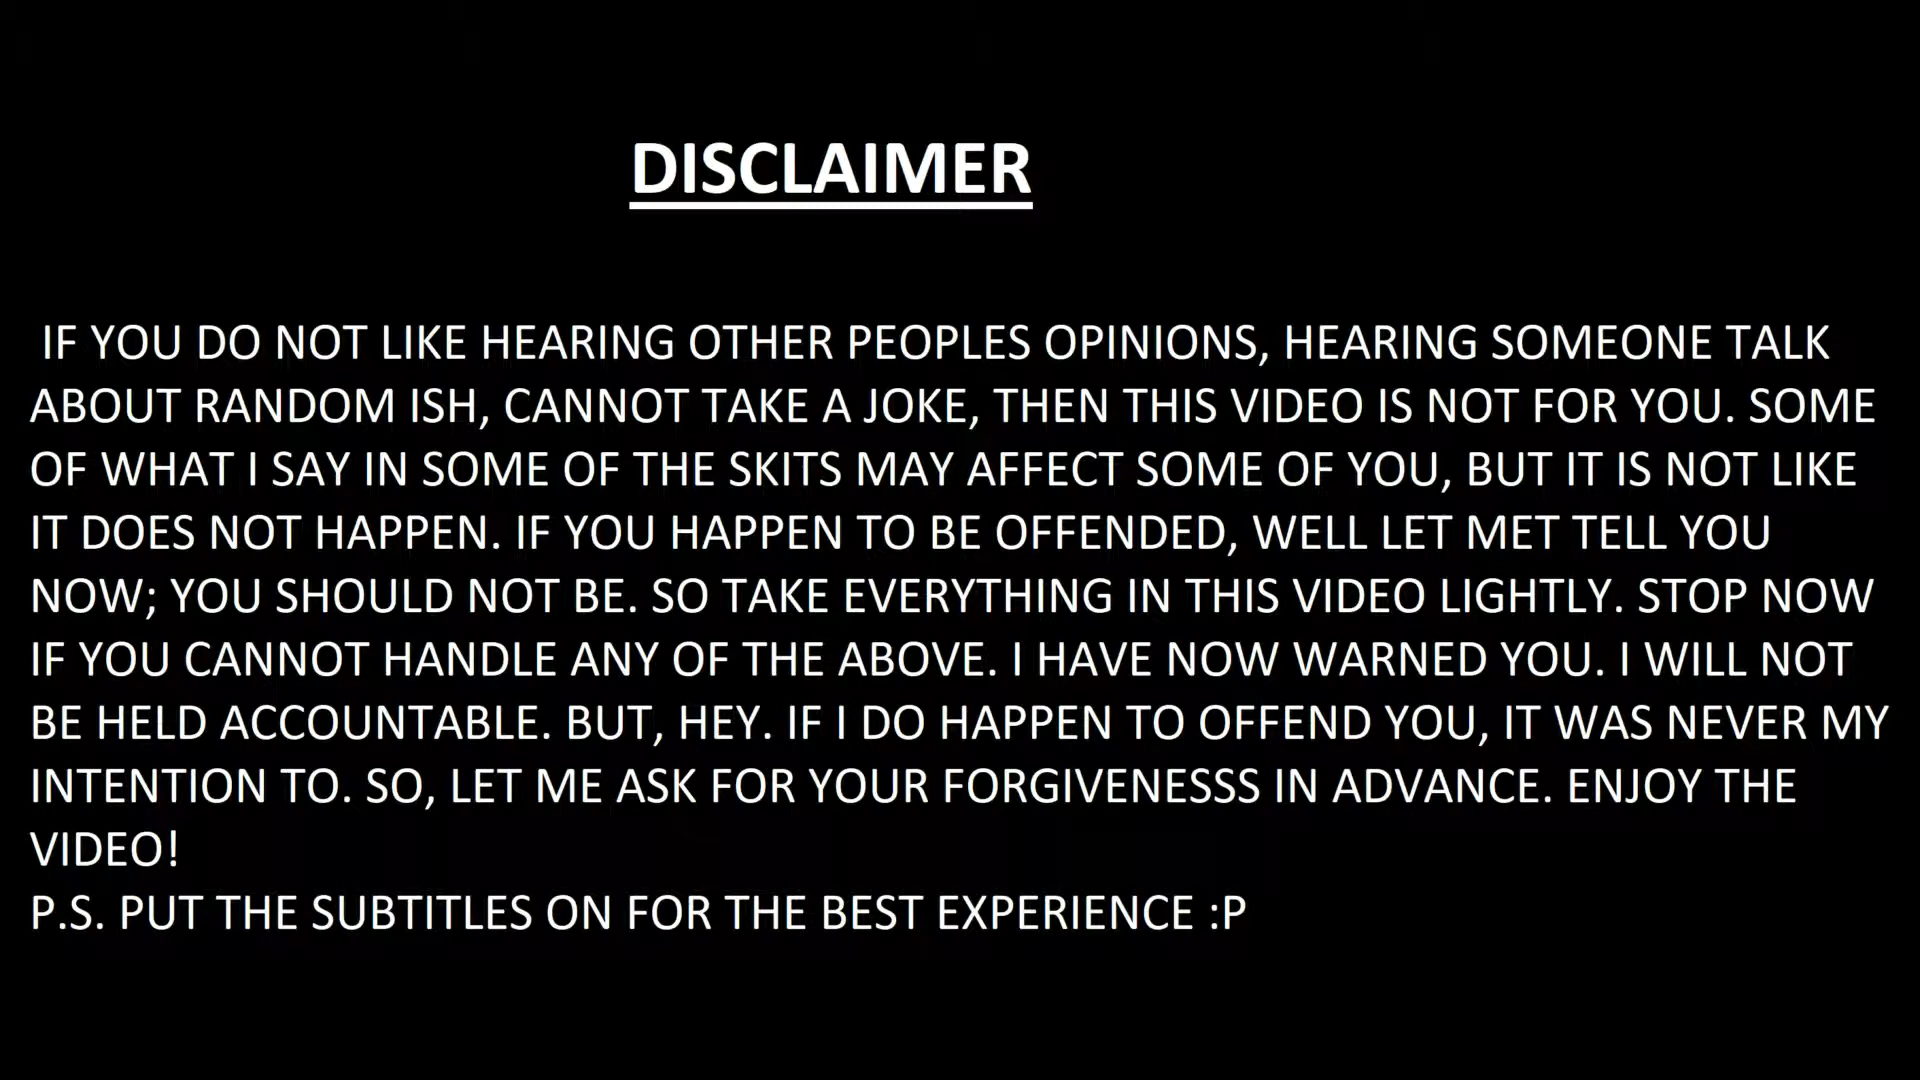 DISCLAIMER
IF YOU DO NOT LIKE HEARING OTHER PEOPLES OPINIONS, HEARING SOMEONE TALK
ABOUT RANDOM ISH, CANNOT TAKE A JOKE, THEN THIS VIDEO IS NOT FOR YOU. SOME
OF WHAT I SAY IN SOME OF THE SKITS MAY AFFECT SOME OF YOU, BUT IT IS NOT LIKE
IT DOES NOT HAPPEN. IF YOU HAPPEN TO BE OFFENDED, WELL LET MET TELL YOU
NOW; YOU SHOULD NOT BE. SO TAKE EVERYTHING IN THIS VIDEO LIGHTLY. STOP NOW
IF YOU CANNOT HANDLE ANY OF THE ABOVE. I HAVE NOW WARNED YOU. I WILL NOT
BE HELD ACCOUNTABLE. BUT, HEY. IF I DO HAPPEN TO OFFEND YOU, IT WAS NEVER MY
INTENTION TO. SO, LET ME ASK FOR YOUR FORGIVENESSS IN ADVANCE. ENJOY THE
VIDEO!
P.S. PUT THE SUBTITLES ON FOR THE BEST EXPERIENCE :P